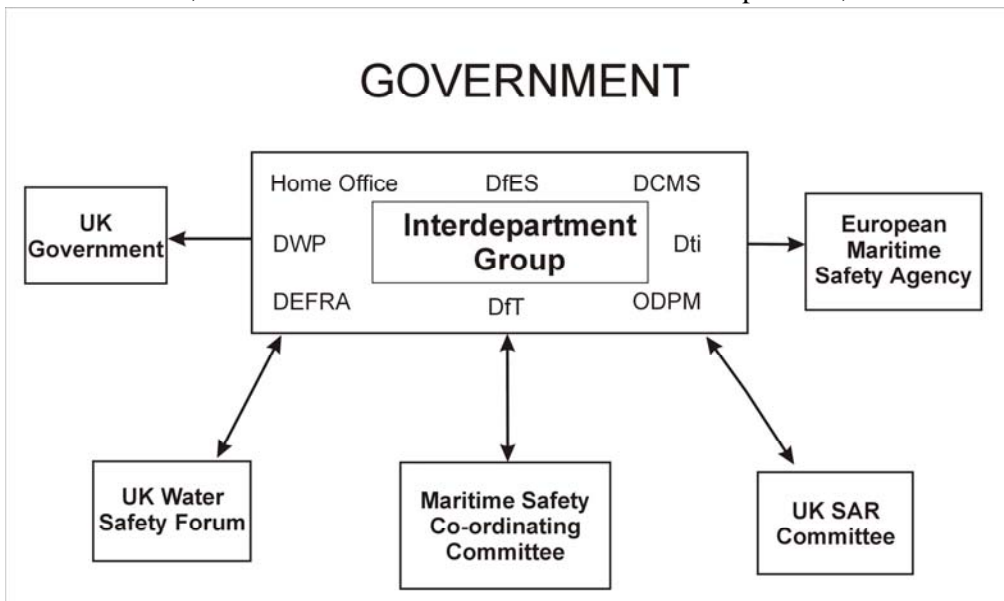 GOVERNMENT
Home Office DfES DCMS
UK
Government
DWP
Interdepartment
Group
Dti
European
Maritime
Safety Agency
DEFRA DfT ODPM
UK Water
Safety Forum
Maritime Safety
Co-ordinating
Committee
UK SAR
Committee